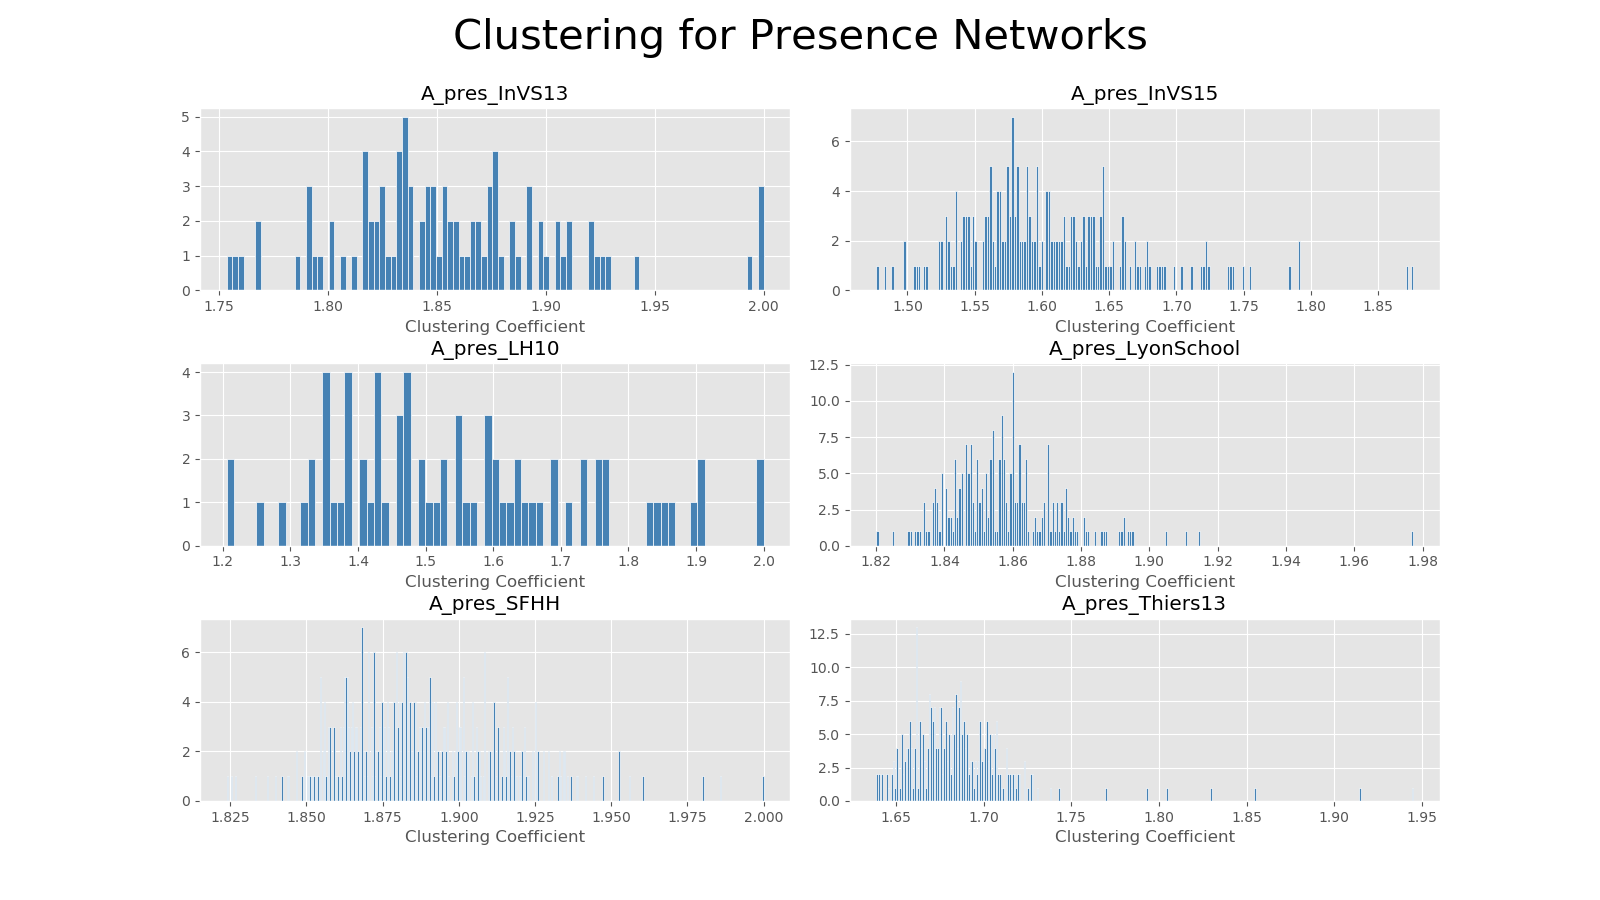 Clustering for Presence Networks
A_pres_InVS13
5
4
3
2
1
0
1.75 1.80 1.85 1.90 1.95 2.00
Clustering Coefficient
A_pres_InVS15
6
4
2
0
1.50 1.55 1.60 1.65 1.70 1.75 1.80 1.85
Clustering Coefficient
A_pres_LH10
4
3
2
1
0
1.2 1.3 1.4 1.5 1.6 1.7 1.8 1.9 2.0
Clustering Coefficient
A_pres_LyonSchool
12.5
10.0
7.5
5.0
2.5
0.0
1.82 1.84 1.86 1.88 1.90 1.92 1.94 1.96 1.98
Clustering Coefficient
A_pres_SFHH
6
4
2
0
1.825 1.850 1.875 1.900 1.925 1.950 1.975 2.000
Clustering Coefficient
A_pres_Thiers13
12.5
10.0
7.5
5.0
2.5
0.0
1.65 1.70 1.75 1.80 1.85 1.90 1.95
Clustering Coefficient